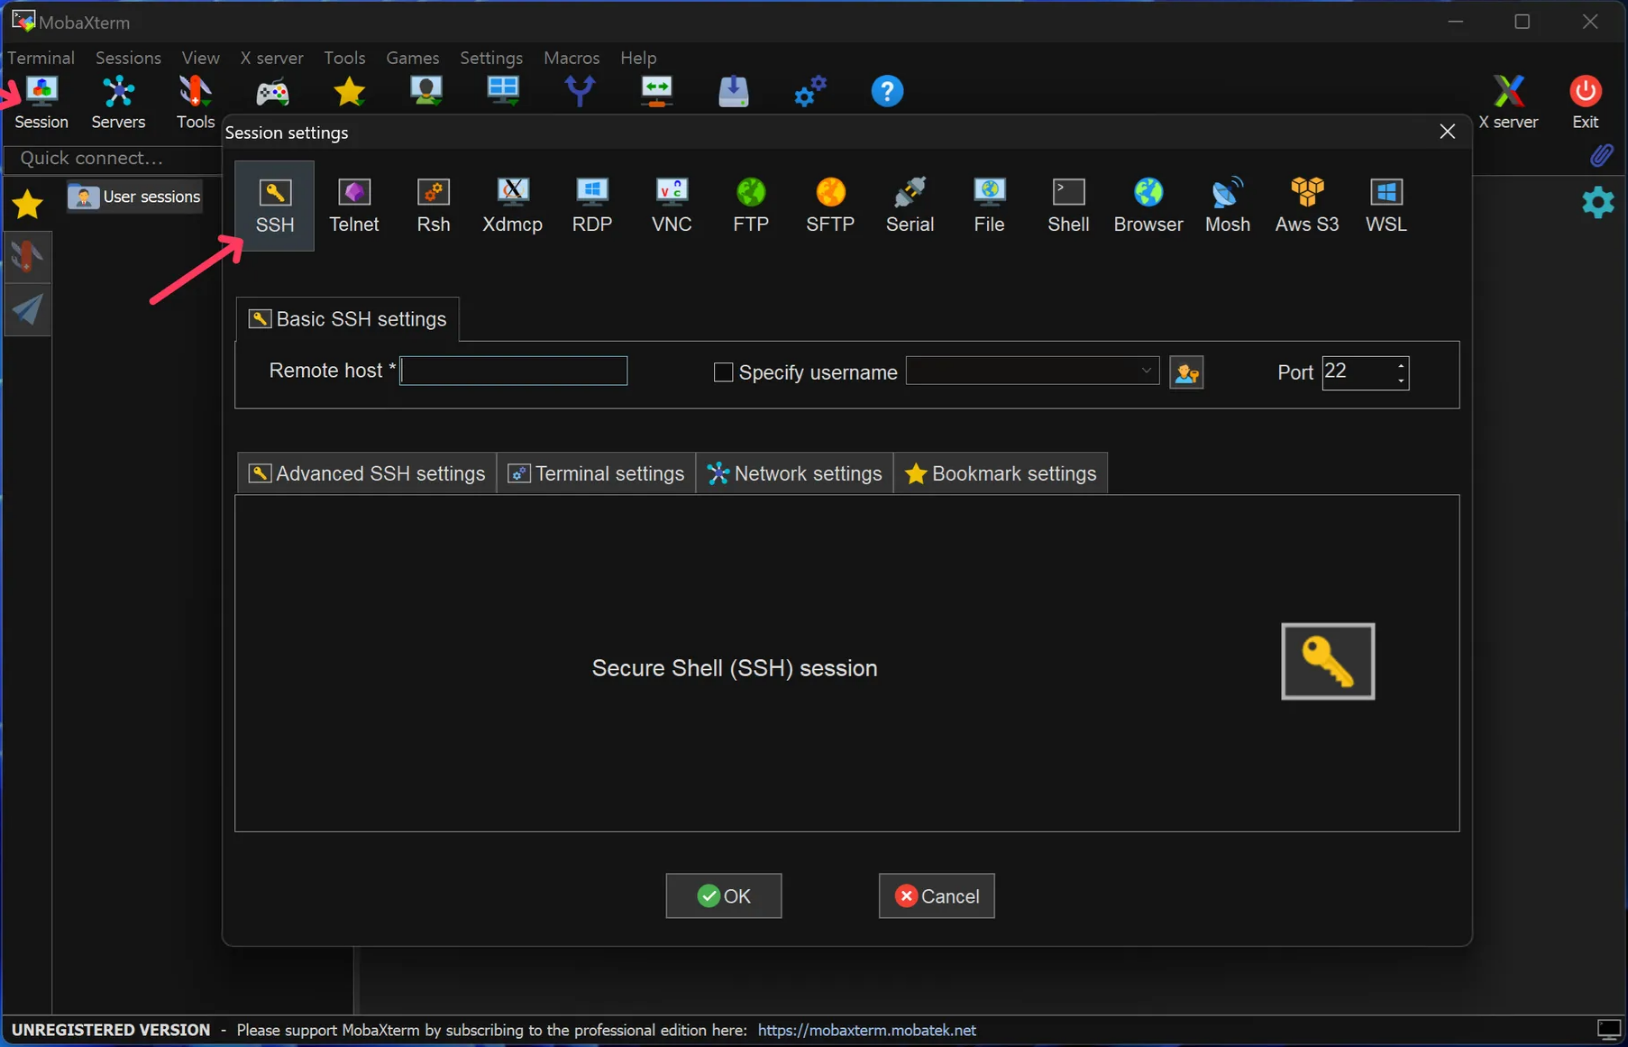 MobaXterm
Terminal Sessions View X server Tools Games Settings Macros Help
Session Servers Tools X server Exit
Session settings
Quick connect...
User sessions
SSH Telnet Rsh Xdmcp RDP VNC FTP SFTP Serial File Shell Browser Mosh Aws S3 WSL
Basic SSH settings
Remote host * Specify username Port 22
Advanced SSH settings Terminal settings Network settings Bookmark settings
Secure Shell (SSH) session
OK Cancel
UNREGISTERED VERSION - Please support MobaXterm by subscribing to the professional edition here: https://mobaxterm.mobatek.net